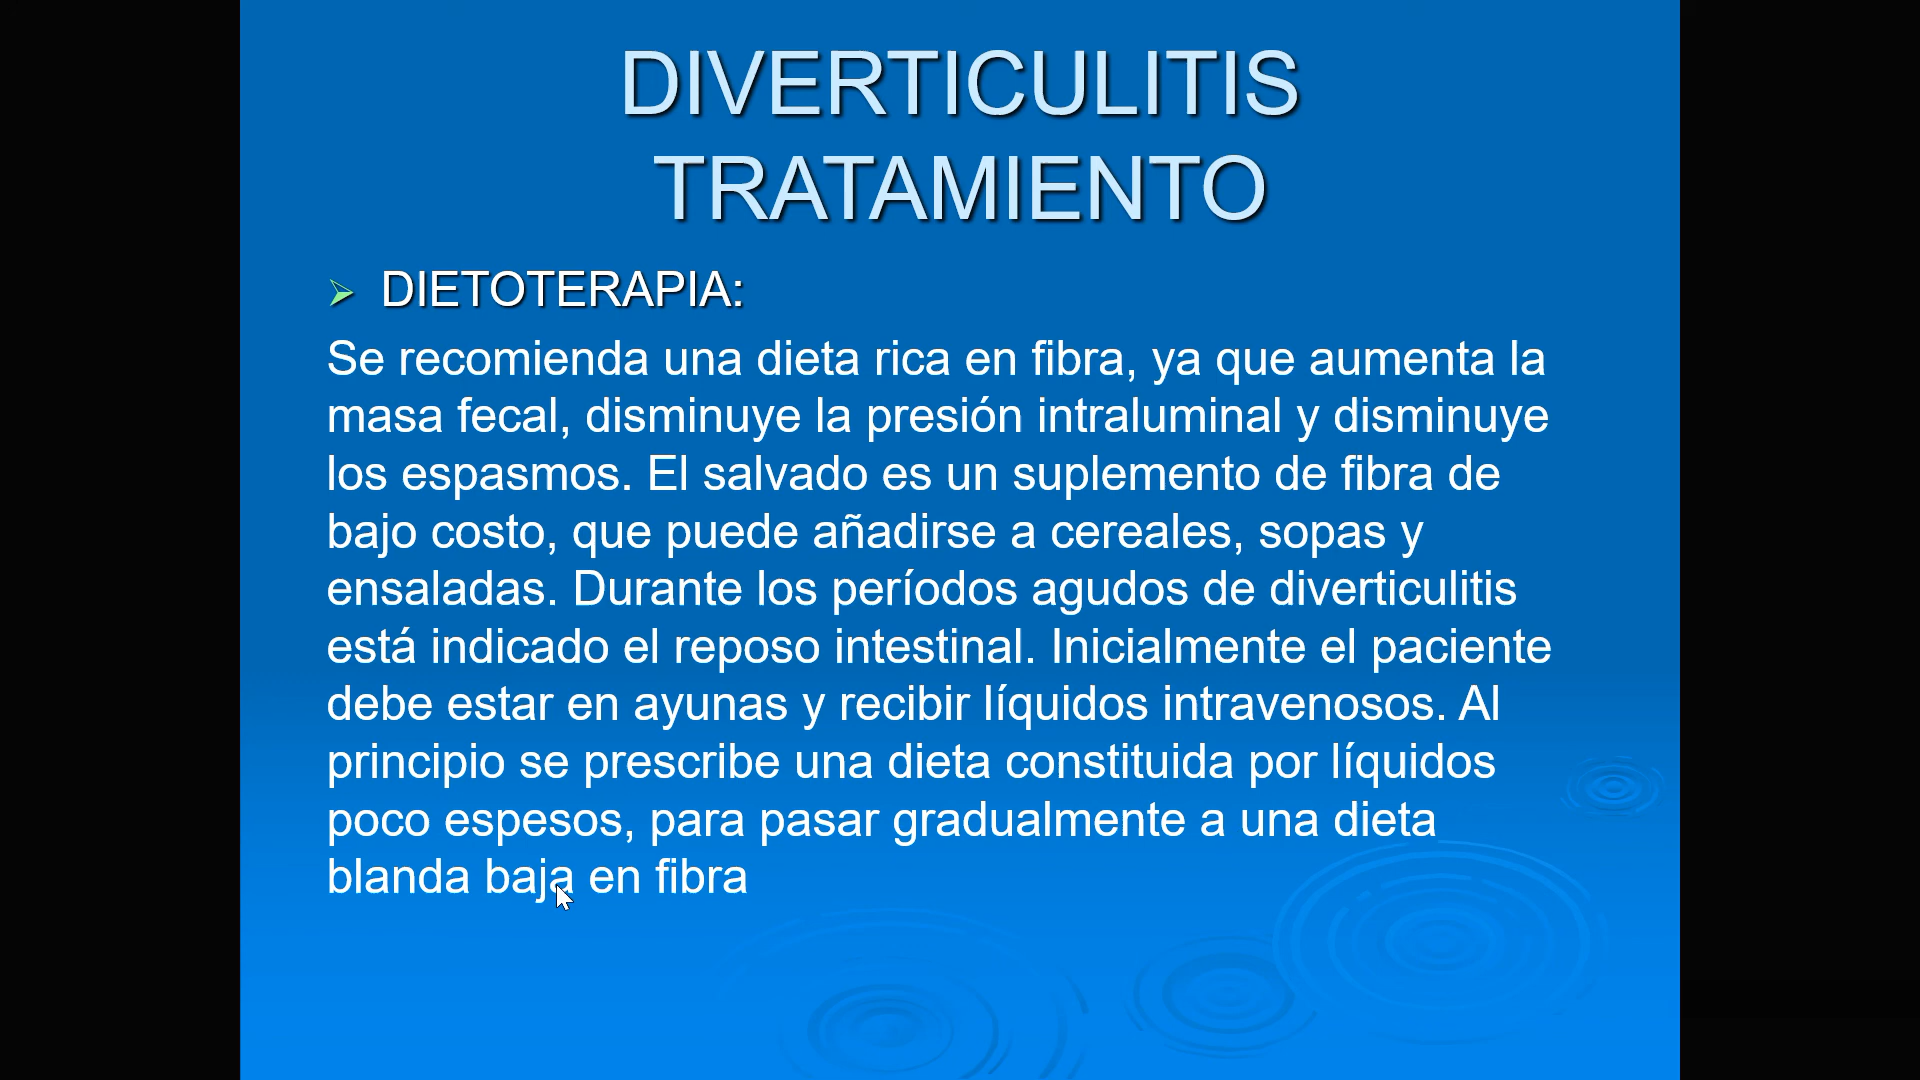 DIVERTICULITIS
TRATAMIENTO
DIETOTERAPIA:
Se recomienda una dieta rica en fibra, ya que aumenta la
masa fecal, disminuye la presión intraluminal y disminuye
los espasmos. El salvado es un suplemento de fibra de
bajo costo, que puede añadirse a cereales, sopas y
ensaladas. Durante los períodos agudos de diverticulitis
está indicado el reposo intestinal. Inicialmente el paciente
debe estar en ayunas y recibir líquidos intravenosos. Al
principio se prescribe una dieta constituida por líquidos
poco espesos, para pasar gradualmente a una dieta
blanda baja en fibra